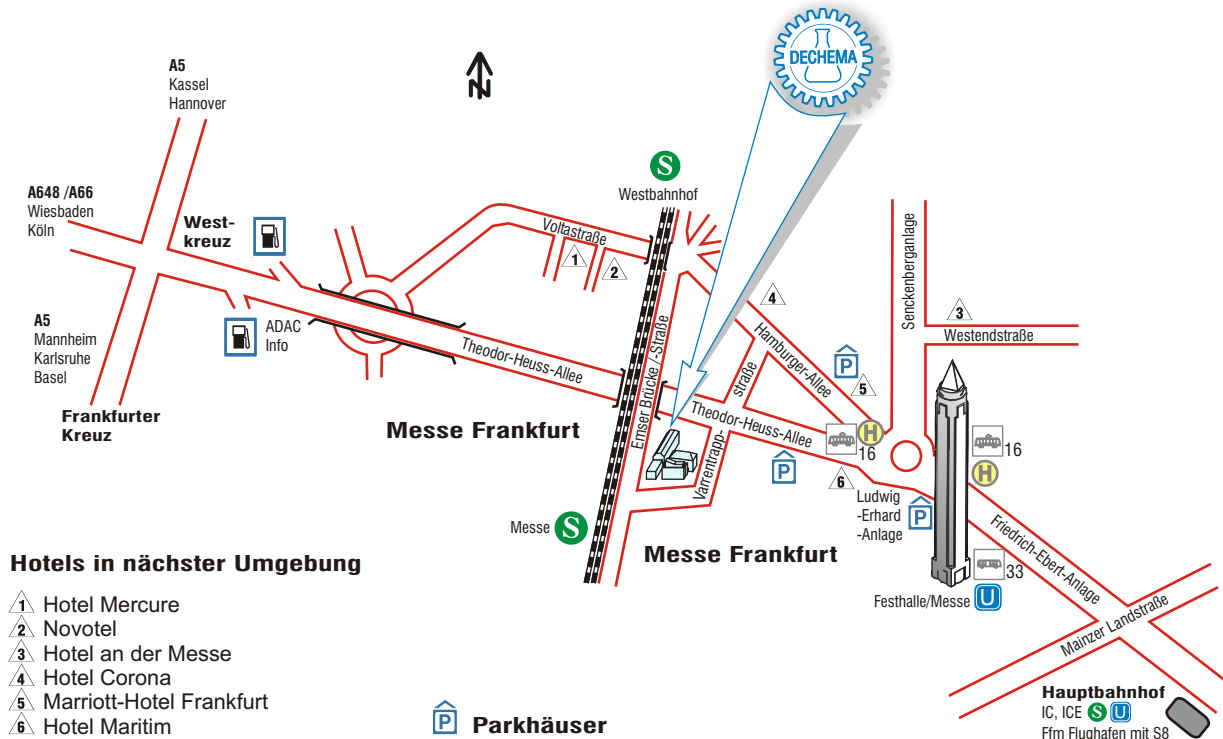 DECHEMA
N
A5
Kassel
Hannover
S
Westbahnhof
A648 /A66
Wiesbaden
Köln
West-
kreuz
Voltastraße
1
2
4
Senckenberganlage
3
Westendstraße
A5
Mannheim
Karlsruhe
Basel
ADAC
Info
Theodor-Heuss-Allee
Emser Brücke /-Straße
Hamburger-Allee
P
5
Frankfurter
Kreuz
Messe Frankfurt
Theodor-Heuss-Allee
Varrentrapp-
straße
H
16
16
H
P
6
Ludwig
-Erhard
-Anlage
P
Messe S
Messe Frankfurt
Friedrich-Ebert-Anlage
33
Festhalle/Messe U
Mainzer Landstraße
Hotels in nächster Umgebung
1 Hotel Mercure
2 Novotel
3 Hotel an der Messe
4 Hotel Corona
5 Marriott-Hotel Frankfurt
6 Hotel Maritim
P Parkhäuser
Hauptbahnhof
IC, ICE S U
Ffm Flughafen mit S8